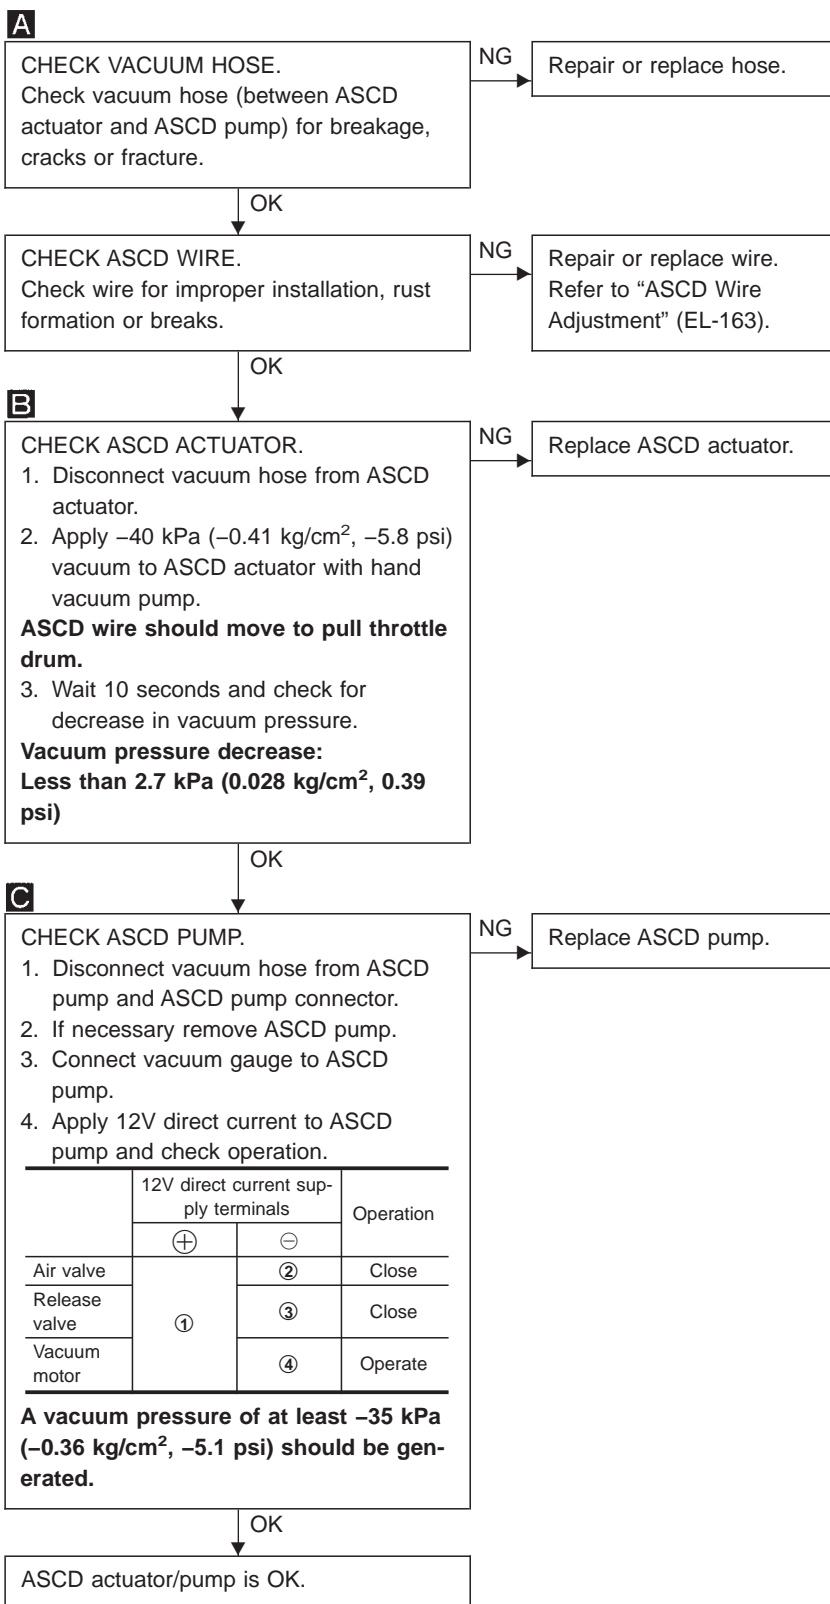 A
CHECK VACUUM HOSE.
Check vacuum hose (between ASCD
actuator and ASCD pump) for breakage,
cracks or fracture.
NG
Repair or replace hose.
OK
CHECK ASCD WIRE.
Check wire for improper installation, rust
formation or breaks.
NG
Repair or replace wire.
Refer to “ASCD Wire
Adjustment” (EL-163).
OK
B
CHECK ASCD ACTUATOR.
1. Disconnect vacuum hose from ASCD
actuator.
2. Apply −40 kPa (−0.41 kg/cm², −5.8 psi)
vacuum to ASCD actuator with hand
vacuum pump.
ASCD wire should move to pull throttle
drum.
3. Wait 10 seconds and check for
decrease in vacuum pressure.
Vacuum pressure decrease:
Less than 2.7 kPa (0.028 kg/cm², 0.39
psi)
NG
Replace ASCD actuator.
OK
C
CHECK ASCD PUMP.
1. Disconnect vacuum hose from ASCD
pump and ASCD pump connector.
2. If necessary remove ASCD pump.
3. Connect vacuum gauge to ASCD
pump.
4. Apply 12V direct current to ASCD
pump and check operation.
12V direct current sup-
ply terminals
Operation
⊕ ⊖
Air valve ② Close
Release
valve
① ③ Close
Vacuum
motor
④ Operate
A vacuum pressure of at least −35 kPa
(−0.36 kg/cm², −5.1 psi) should be gen-
erated.
NG
Replace ASCD pump.
OK
ASCD actuator/pump is OK.